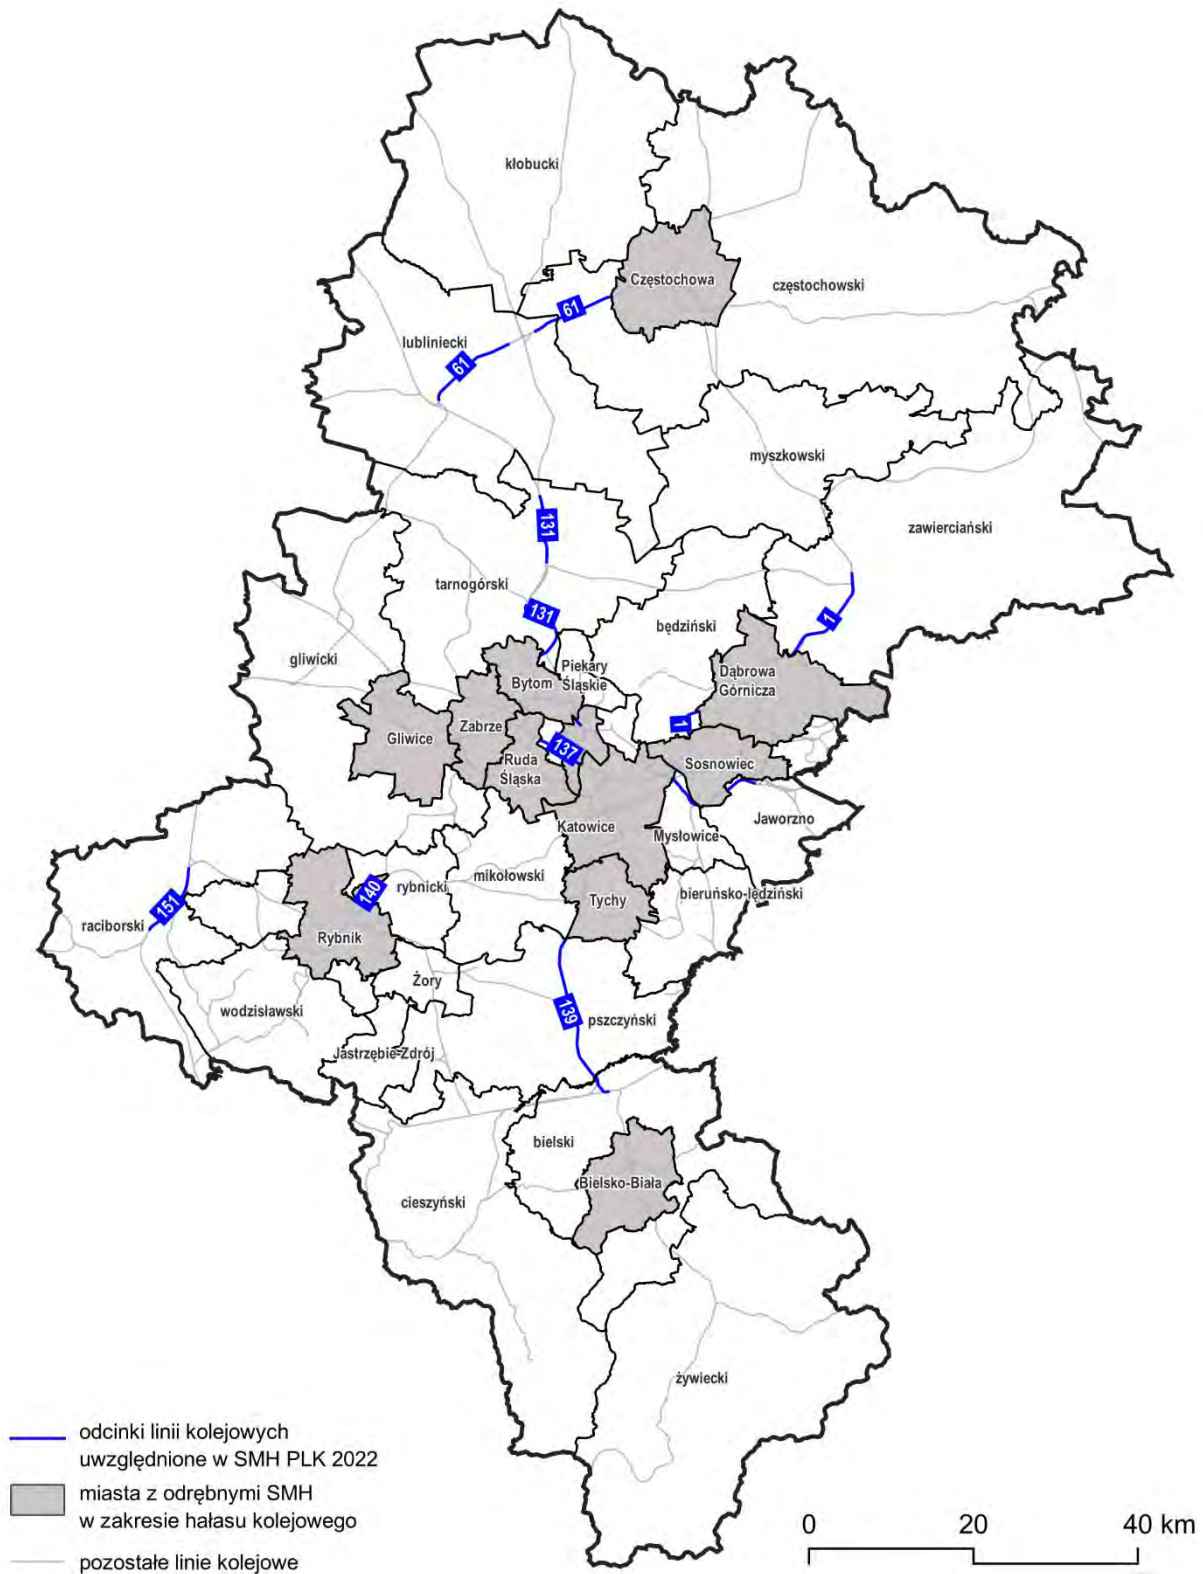 kłobucki
Częstochowa
częstochowski
61
lubliniecki
61
myszkowski
zawierciański
131
tarnogórski
131
będziński
1
gliwicki
Piekary
Śląskie
Bytom
Dąbrowa
Górnicza
Gliwice
Zabrze
1
137
Ruda
Śląska
Sosnowiec
Katowice
Mysłowice
Jaworzno
mikołowski
rybnicki
140
bieruńsko-lędziński
Tychy
151
raciborski
Rybnik
Żory
wodzisławski
139
pszczyński
Jastrzębie-Zdrój
bielski
Bielsko-Biała
cieszyński
żywiecki
odcinki linii kolejowych
uwzględnione w SMH PLK 2022
miasta z odrębnymi SMH
w zakresie hałasu kolejowego
pozostałe linie kolejowe
0 20 40 km